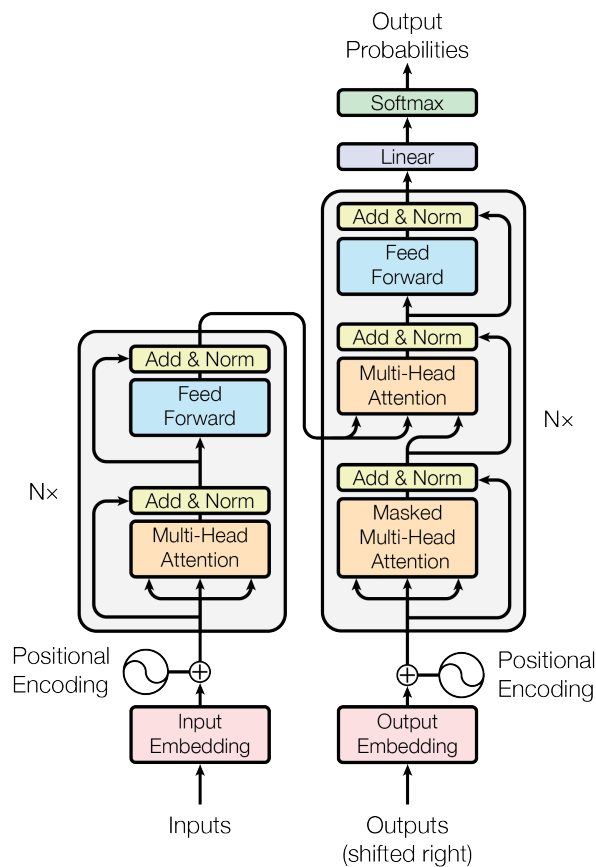 Output
Probabilities
Softmax
Linear
Add & Norm
Feed
Forward
Add & Norm
Multi-Head
Attention
Add & Norm
Masked
Multi-Head
Attention
N×
Add & Norm
Feed
Forward
Add & Norm
Multi-Head
Attention
N×
Positional
Encoding
Positional
Encoding
Input
Embedding
Output
Embedding
Inputs
Outputs
(shifted right)